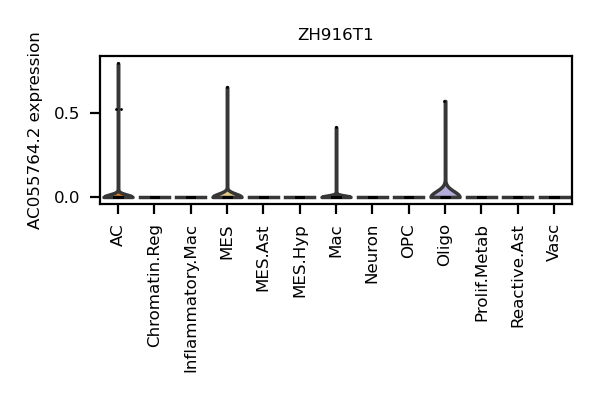 ZH916T1
AC055764.2 expression
0.5
0.0
AC
Chromatin.Reg
Inflammatory.Mac
MES
MES.Ast
MES.Hyp
Mac
Neuron
OPC
Oligo
Prolif.Metab
Reactive.Ast
Vasc